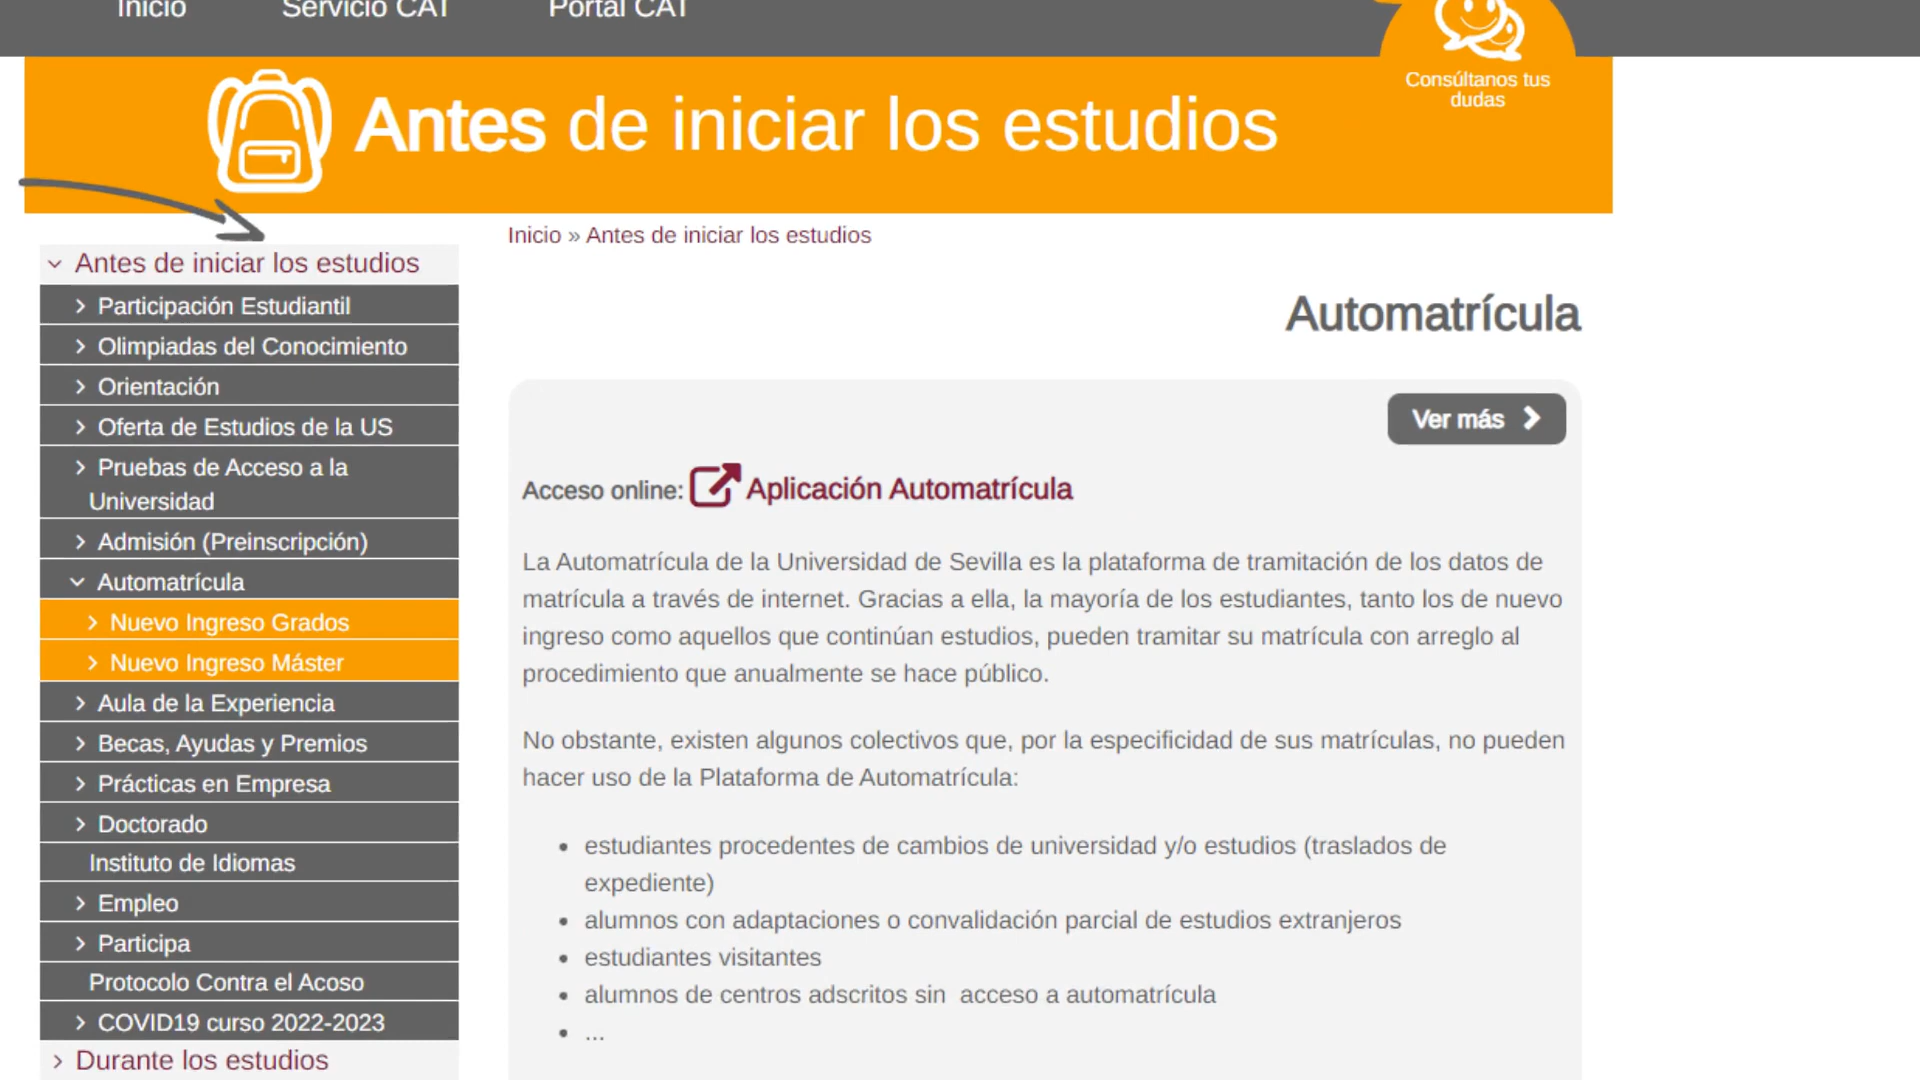 Inicio
Servicio CAT
Portal CAT
Consúltanos tus
dudas
Antes de iniciar los estudios
Inicio » Antes de iniciar los estudios
Antes de iniciar los estudios
Participación Estudiantil
Olimpiadas del Conocimiento
Orientación
Oferta de Estudios de la US
Pruebas de Acceso a la
Universidad
Admisión (Preinscripción)
Automatrícula
Nuevo Ingreso Grados
Nuevo Ingreso Máster
Aula de la Experiencia
Becas, Ayudas y Premios
Prácticas en Empresa
Doctorado
Instituto de Idiomas
Empleo
Participa
Protocolo Contra el Acoso
COVID19 curso 2022-2023
Durante los estudios
Automatrícula
Ver más
Acceso online: Aplicación Automatrícula
La Automatrícula de la Universidad de Sevilla es la plataforma de tramitación de los datos de
matrícula a través de internet. Gracias a ella, la mayoría de los estudiantes, tanto los de nuevo
ingreso como aquellos que continúan estudios, pueden tramitar su matrícula con arreglo al
procedimiento que anualmente se hace público.
No obstante, existen algunos colectivos que, por la especificidad de sus matrículas, no pueden
hacer uso de la Plataforma de Automatrícula:
• estudiantes procedentes de cambios de universidad y/o estudios (traslados de
expediente)
• alumnos con adaptaciones o convalidación parcial de estudios extranjeros
• estudiantes visitantes
• alumnos de centros adscritos sin acceso a automatrícula
• ...